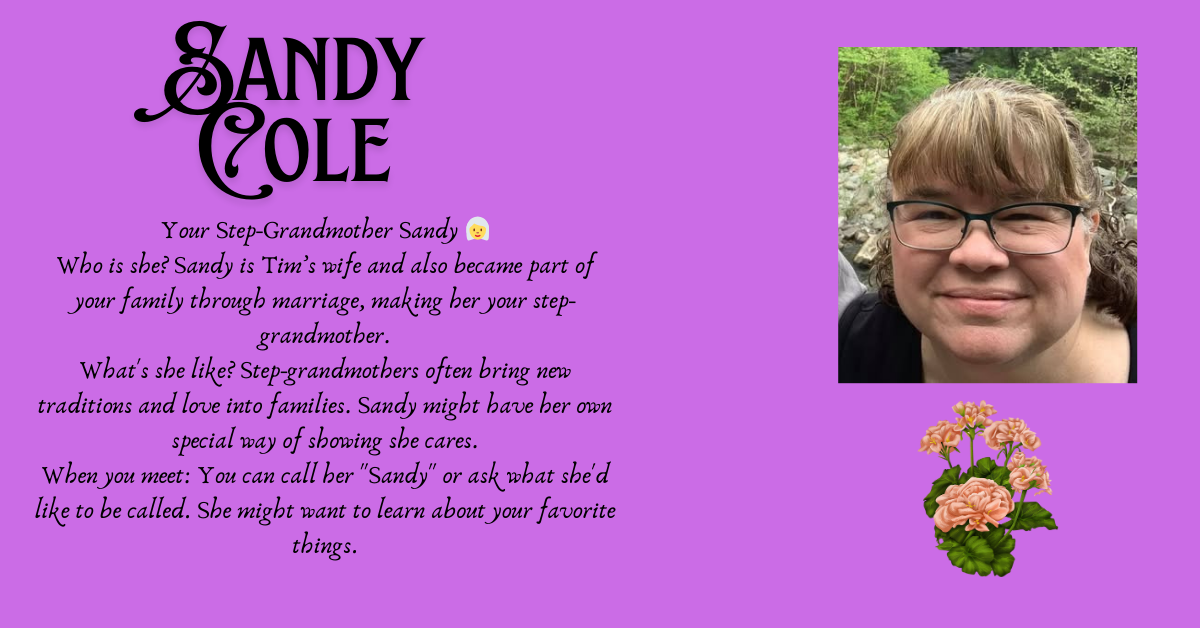 Sandy
Cole
Your Step-Grandmother Sandy 👵
Who is she? Sandy is Tim’s wife and also became part of
your family through marriage, making her your step-
grandmother.
What's she like? Step-grandmothers often bring new
traditions and love into families. Sandy might have her own
special way of showing she cares.
When you meet: You can call her "Sandy" or ask what she'd
like to be called. She might want to learn about your favorite
things.